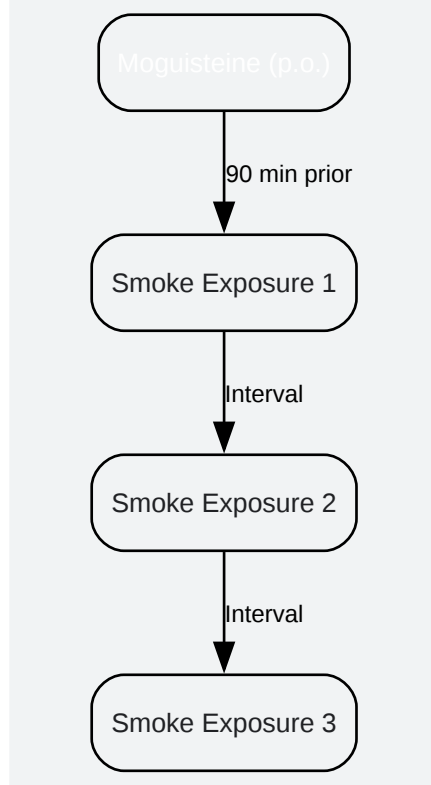 Moguisteine (p.o.)
90 min prior
Smoke Exposure 1
Interval
Smoke Exposure 2
Interval
Smoke Exposure 3